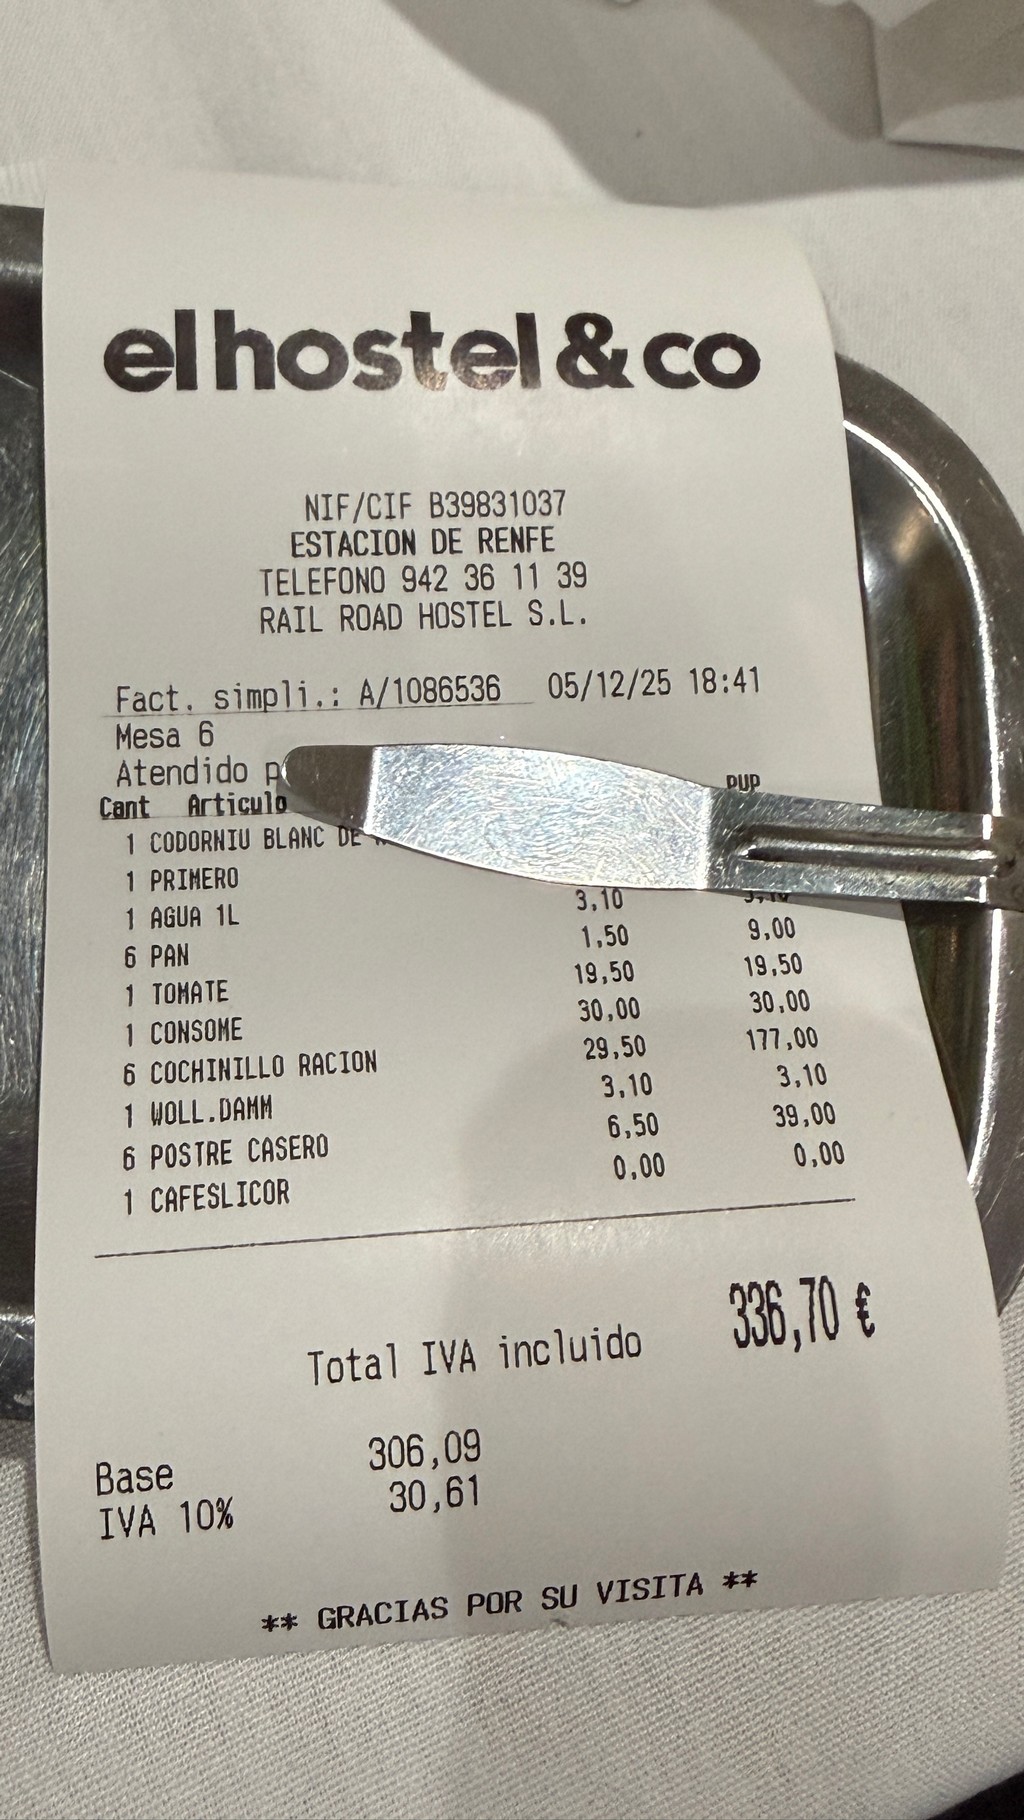 elhostel&co
NIF/CIF B39831037
ESTACION DE RENFE
TELEFONO 942 36 11 39
RAIL ROAD HOSTEL S.L.
Fact. simpli.: A/1086536 05/12/25 18:41
Mesa 6
Atendido
Cant Articulo PUP
1 CODORNIU BLANC DE
1 PRIMERO
1 AGUA 1L 3,10 3,10
6 PAN 1,50 9,00
1 TOMATE 19,50 19,50
1 CONSOME 30,00 30,00
6 COCHINILLO RACION 29,50 177,00
1 WOLL.DAMM 3,10 3,10
6 POSTRE CASERO 6,50 39,00
1 CAFESLICOR 0,00 0,00
Total IVA incluido 336,70 €
Base 306,09
IVA 10% 30,61
** GRACIAS POR SU VISITA **